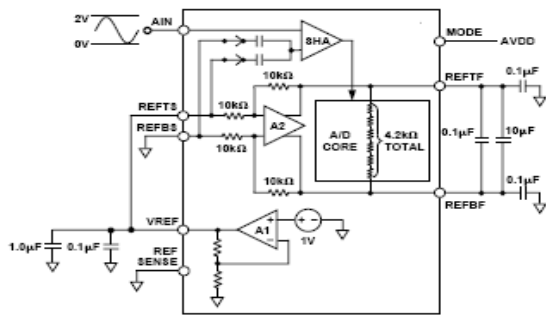 2V
0V
AIN
SHA
MODE
AVDD
10kΩ
REFTF
0.1µF
REFTS
10kΩ
REFBS
A2
10kΩ
A/D
CORE
4.2kΩ
TOTAL
0.1µF
10µF
10kΩ
0.1µF
REFBF
VREF
A1
+
−
+ −
1V
1.0µF
0.1µF
REF
SENSE